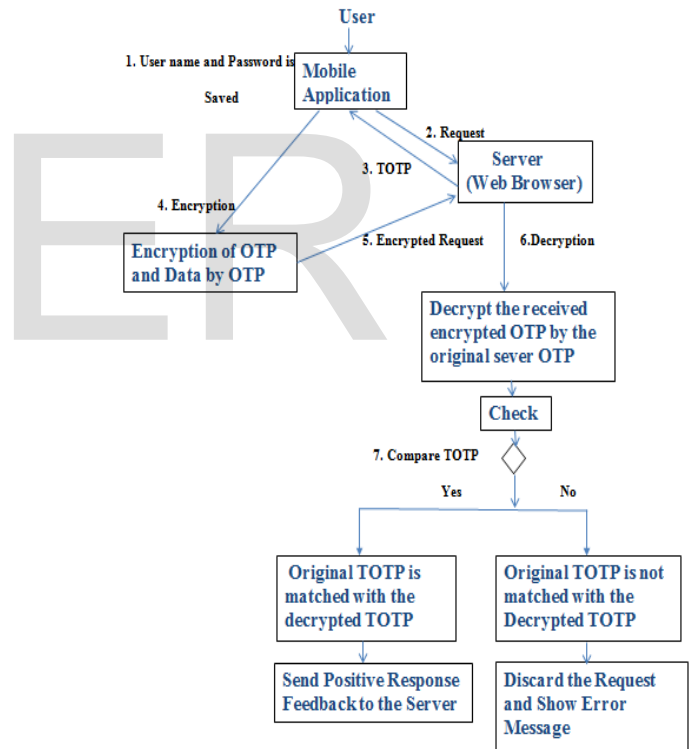 User
1. User name and Password is
Saved
Mobile
Application
2. Request
3. TOTP
Server
(Web Browser)
4. Encryption
Encryption of OTP
and Data by OTP
5. Encrypted Request
6.Decryption
Decrypt the received
encrypted OTP by the
original sever OTP
Check
7. Compare TOTP
Yes
No
Original TOTP is
matched with the
decrypted TOTP
Original TOTP is not
matched with the
Decrypted TOTP
Send Positive Response
Feedback to the Server
Discard the Request
and Show Error
Message
ER